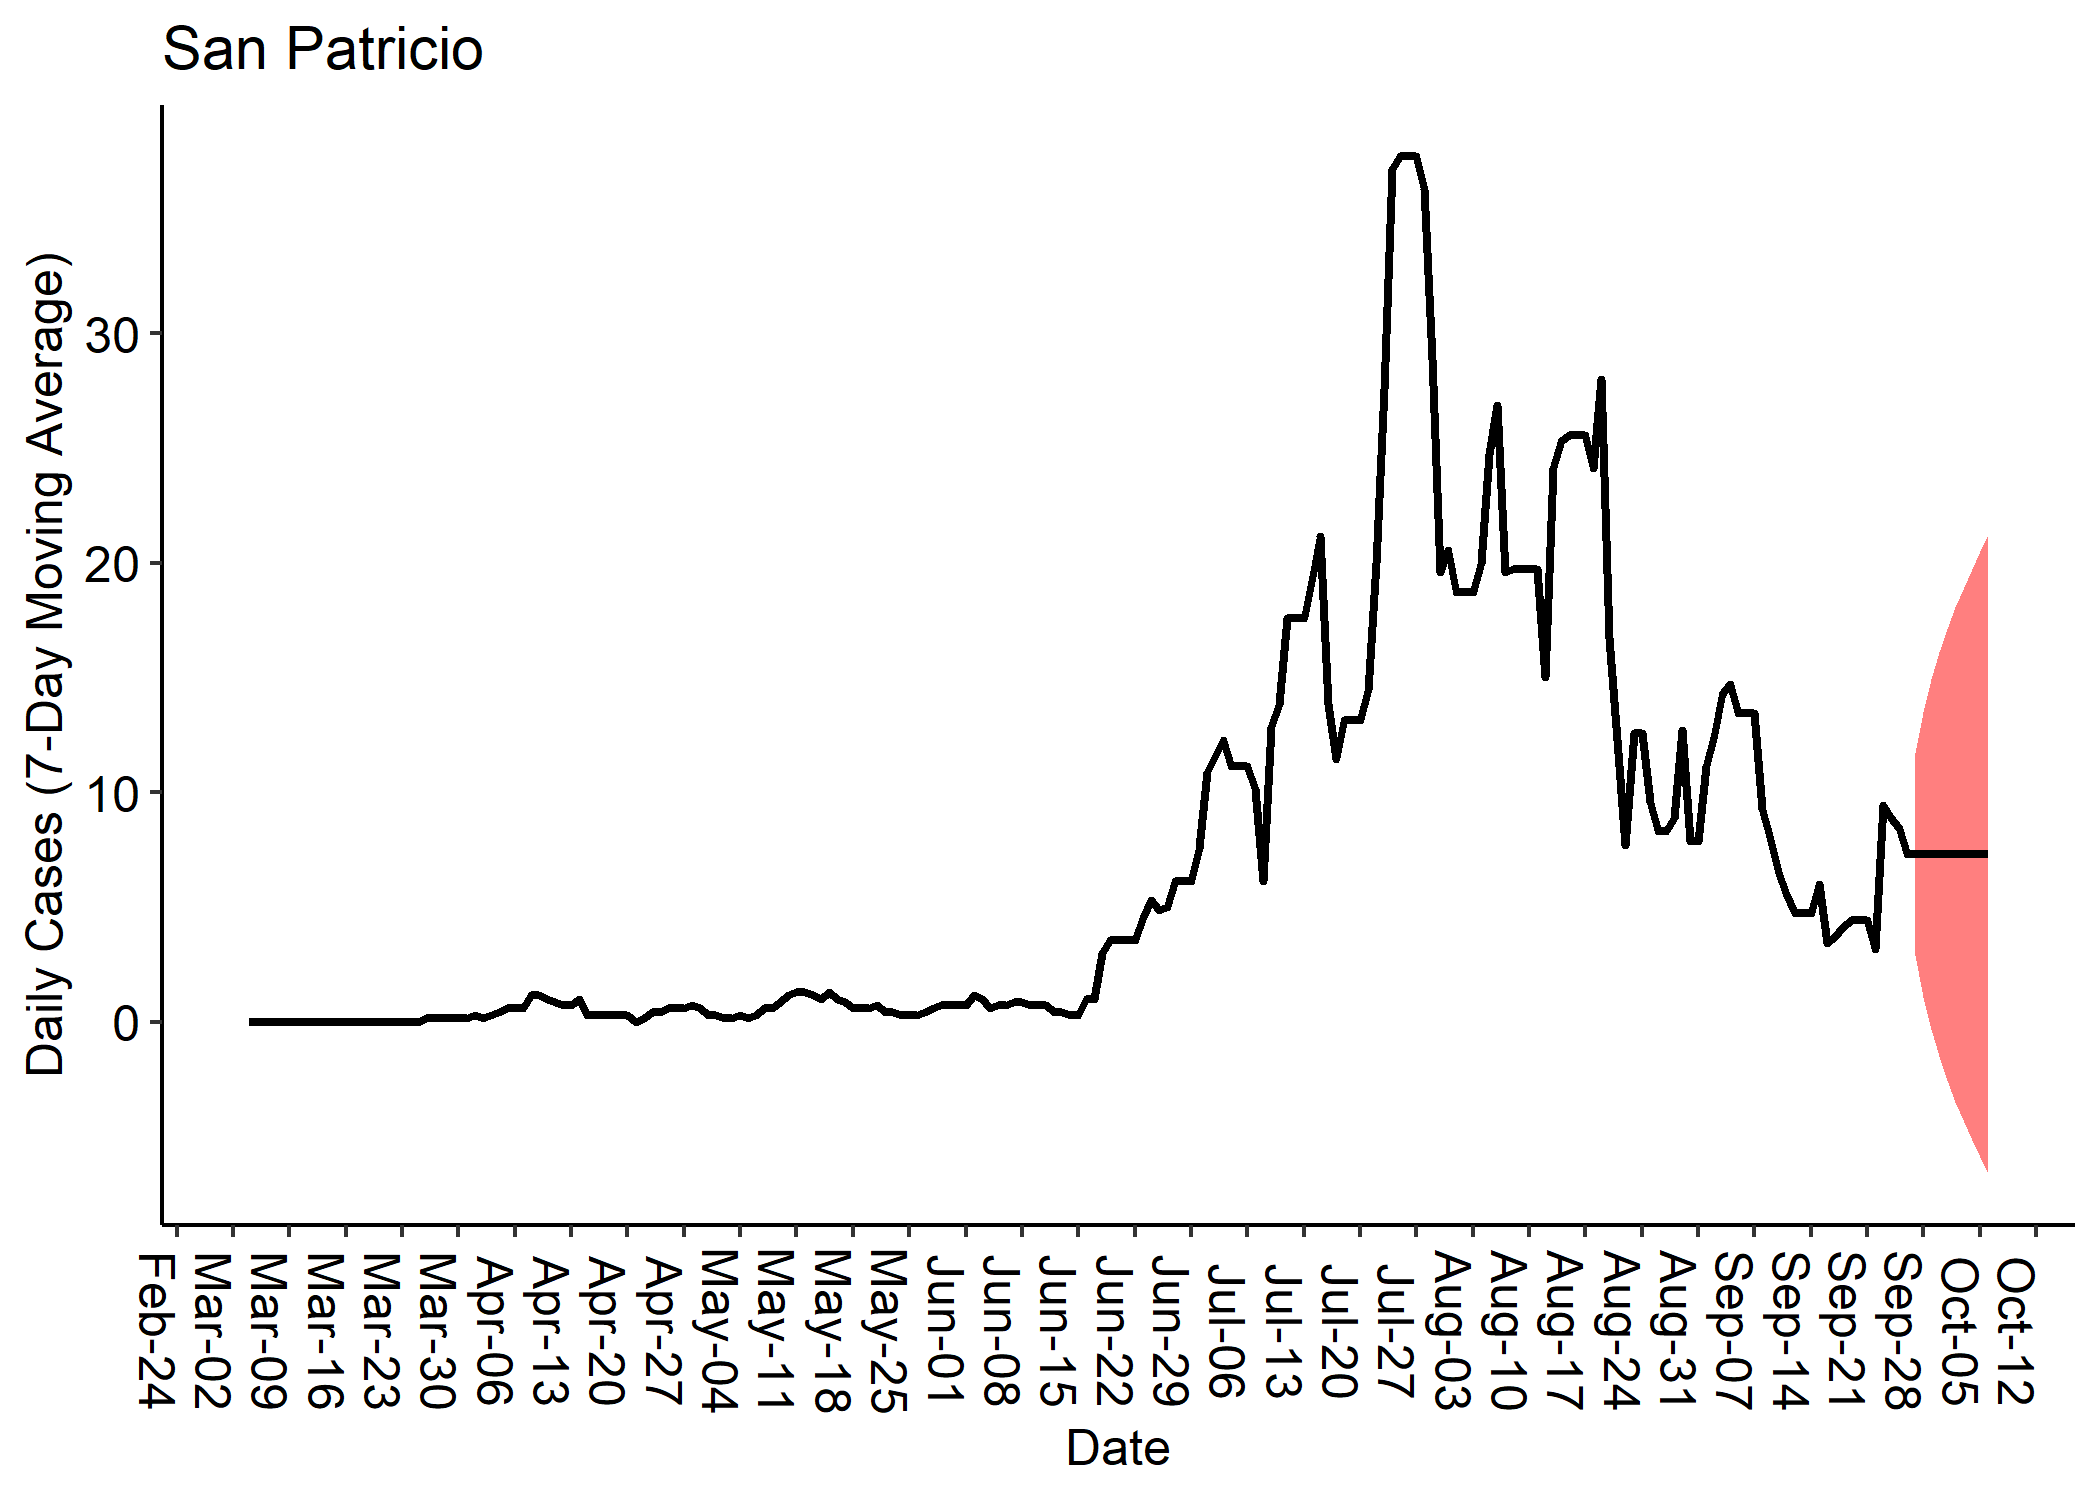 San Patricio
Daily Cases (7-Day Moving Average)
30
20
10
0
Feb-24
Mar-02
Mar-09
Mar-16
Mar-23
Mar-30
Apr-06
Apr-13
Apr-20
Apr-27
May-04
May-11
May-18
May-25
Jun-01
Jun-08
Jun-15
Jun-22
Jun-29
Jul-06
Jul-13
Jul-20
Jul-27
Aug-03
Aug-10
Aug-17
Aug-24
Aug-31
Sep-07
Sep-14
Sep-21
Sep-28
Oct-05
Oct-12
Date